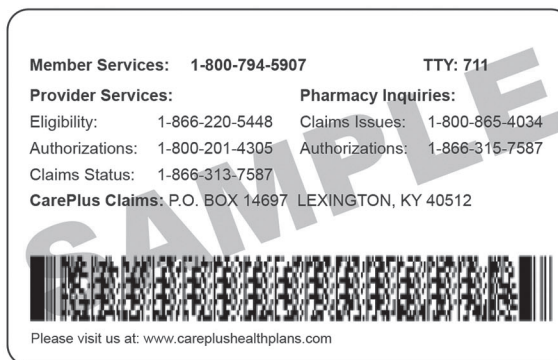 Member Services: 1-800-794-5907 TTY: 711
Provider Services: Pharmacy Inquiries:
Eligibility: 1-866-220-5448 Claims Issues: 1-800-865-4034
Authorizations: 1-800-201-4305 Authorizations: 1-866-315-7587
Claims Status: 1-866-313-7587
CarePlus Claims: P.O. BOX 14697 LEXINGTON, KY 40512
SAMPLE
Please visit us at: www.careplushealthplans.com